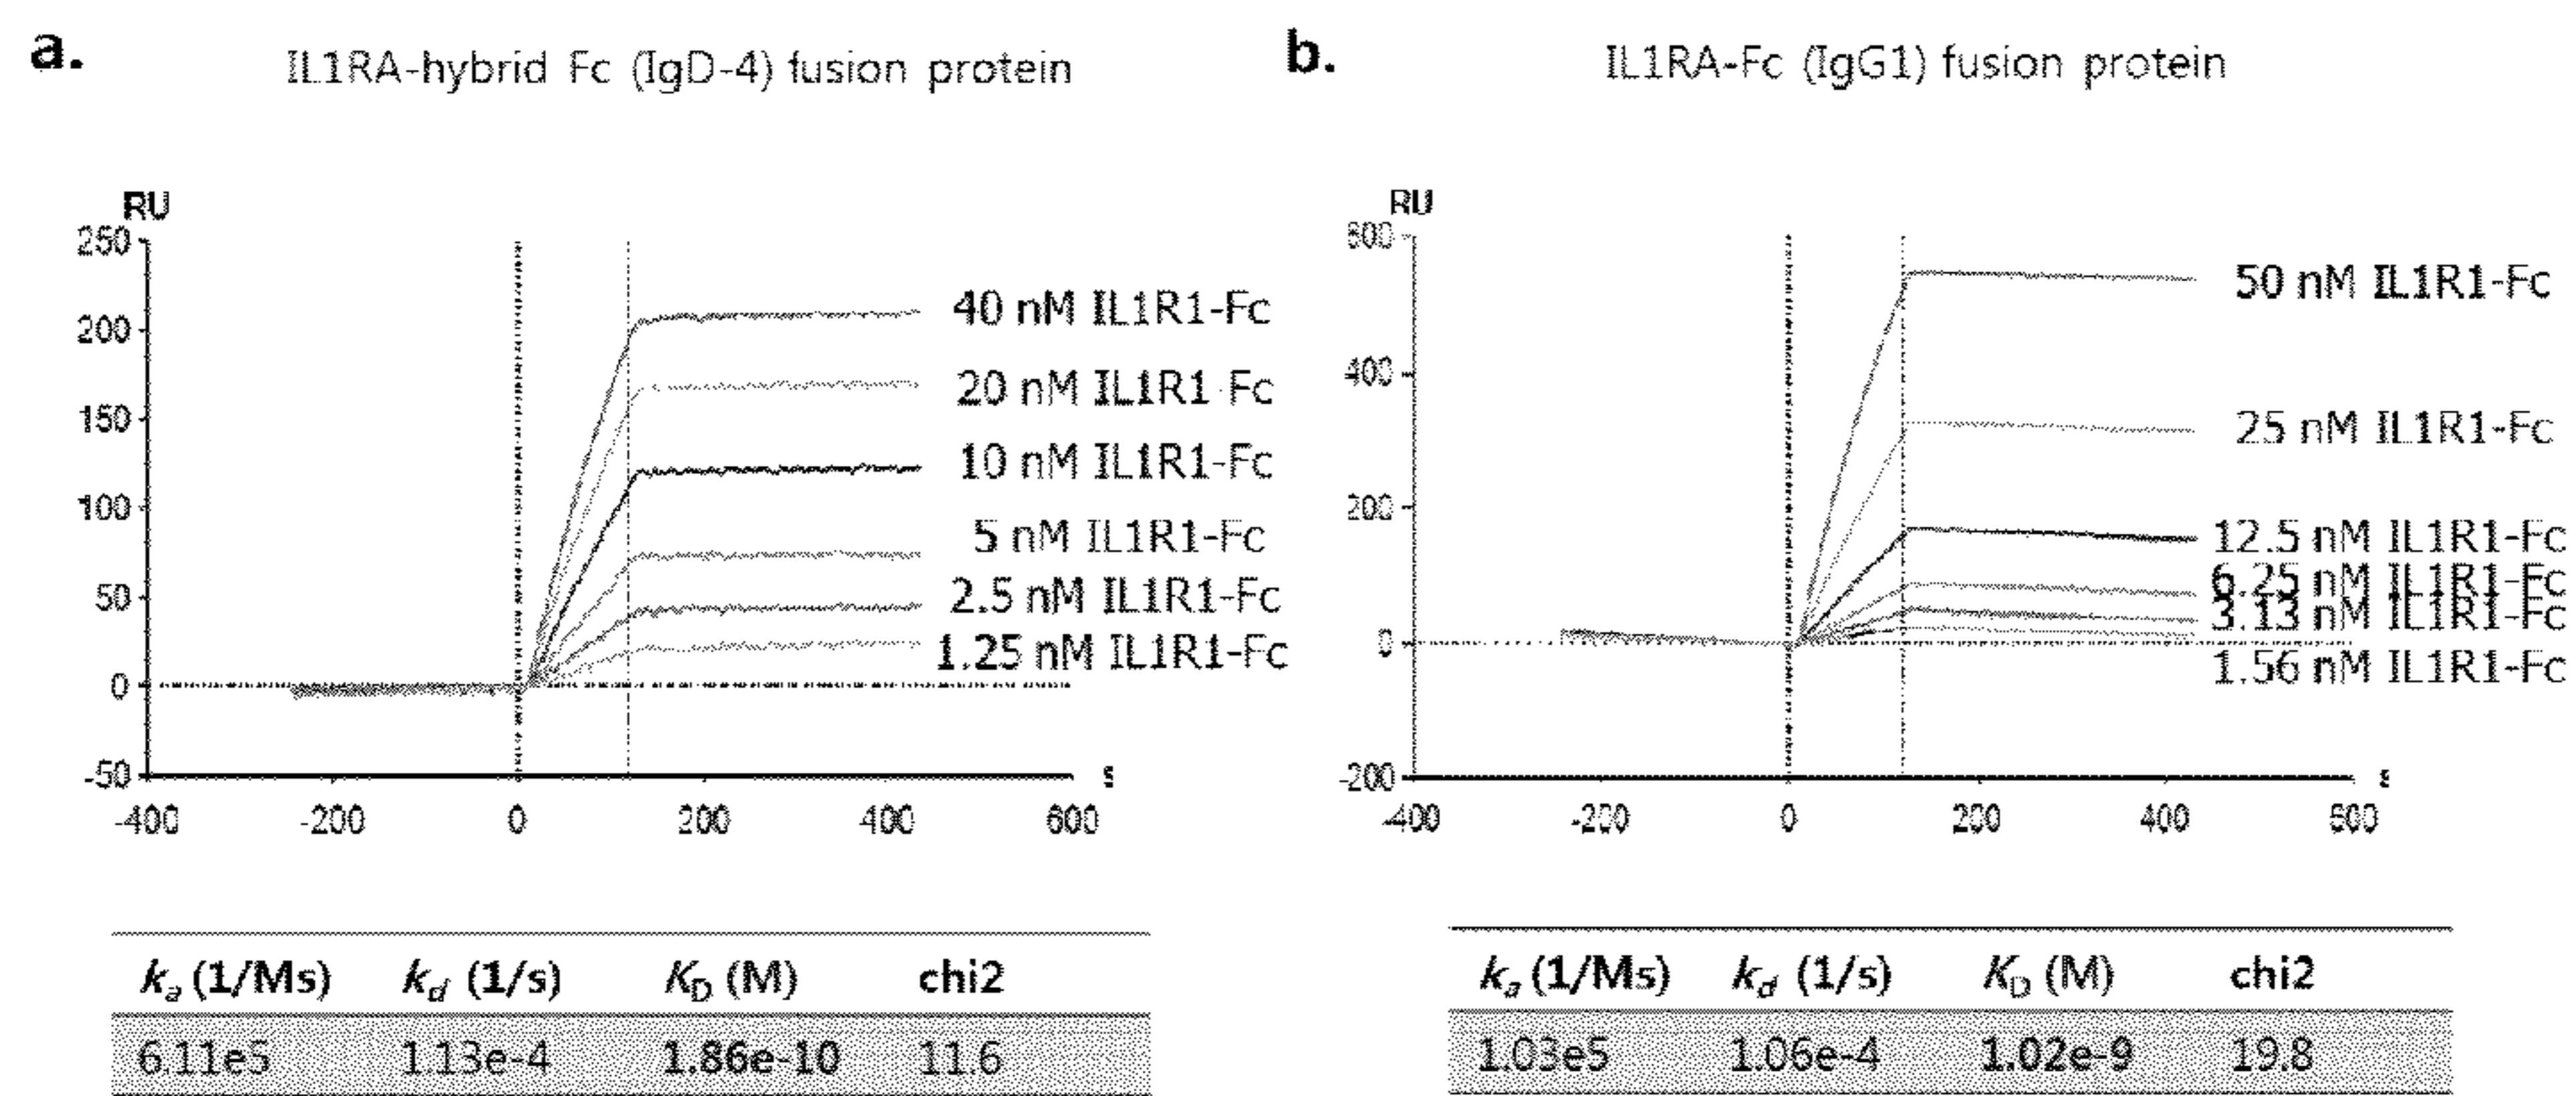 a.
IL1RA-hybrid Fc (IgD-4) fusion protein
RU
250
200
150
100
50
0
-50
-400 -200 0 200 400 600
s
40 nM IL1R1-Fc
20 nM IL1R1-Fc
10 nM IL1R1-Fc
5 nM IL1R1-Fc
2.5 nM IL1R1-Fc
1.25 nM IL1R1-Fc
ka (1/Ms) kd (1/s) KD (M) chi2
6.11e5 1.13e-4 1.86e-10 11.6
b.
IL1RA-Fc (IgG1) fusion protein
RU
600
400
200
0
-200
-400 -200 0 200 400 600
s
50 nM IL1R1-Fc
25 nM IL1R1-Fc
12.5 nM IL1R1-Fc
6.25 nM IL1R1-Fc
3.13 nM IL1R1-Fc
1.56 nM IL1R1-Fc
ka (1/Ms) kd (1/s) KD (M) chi2
1.03e5 1.06e-4 1.02e-9 19.8